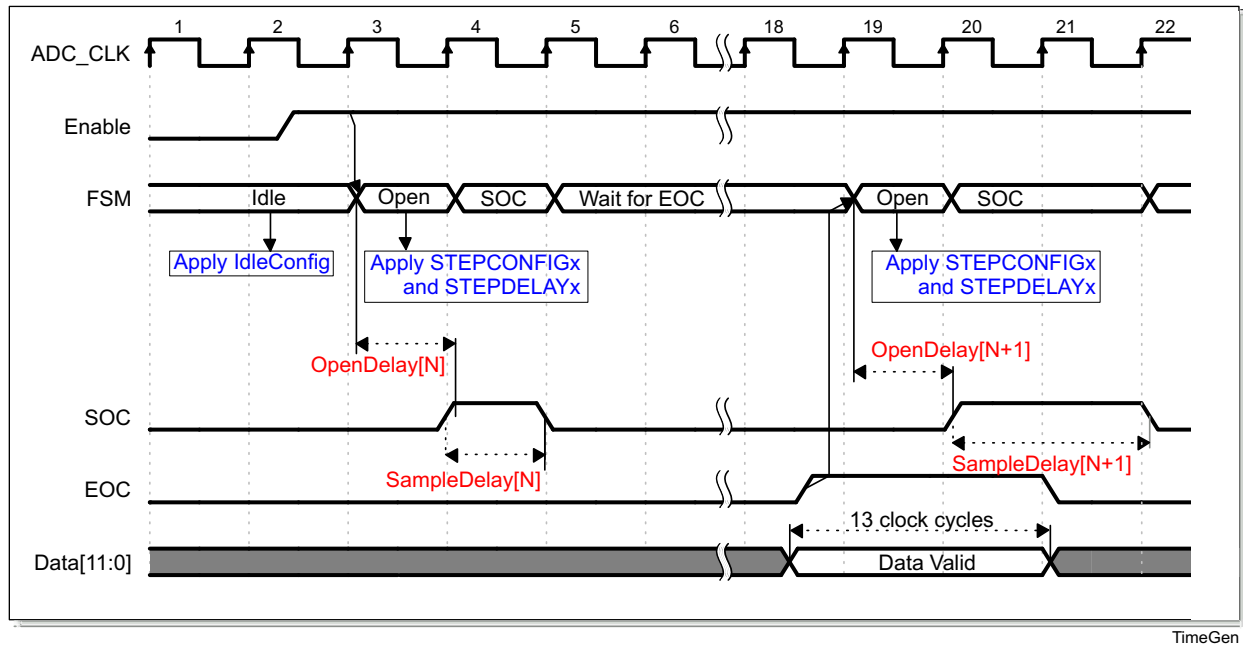 1 2 3 4 5 6 18 19 20 21 22
ADC_CLK
Enable
FSM Idle Open SOC Wait for EOC Open SOC
Apply IdleConfig Apply STEPCONFIGx Apply STEPCONFIGx
and STEPDELAYx and STEPDELAYx
OpenDelay[N+1]
OpenDelay[N]
SOC
SampleDelay[N+1]
SampleDelay[N]
EOC
13 clock cycles
Data[11:0] Data Valid
TimeGen